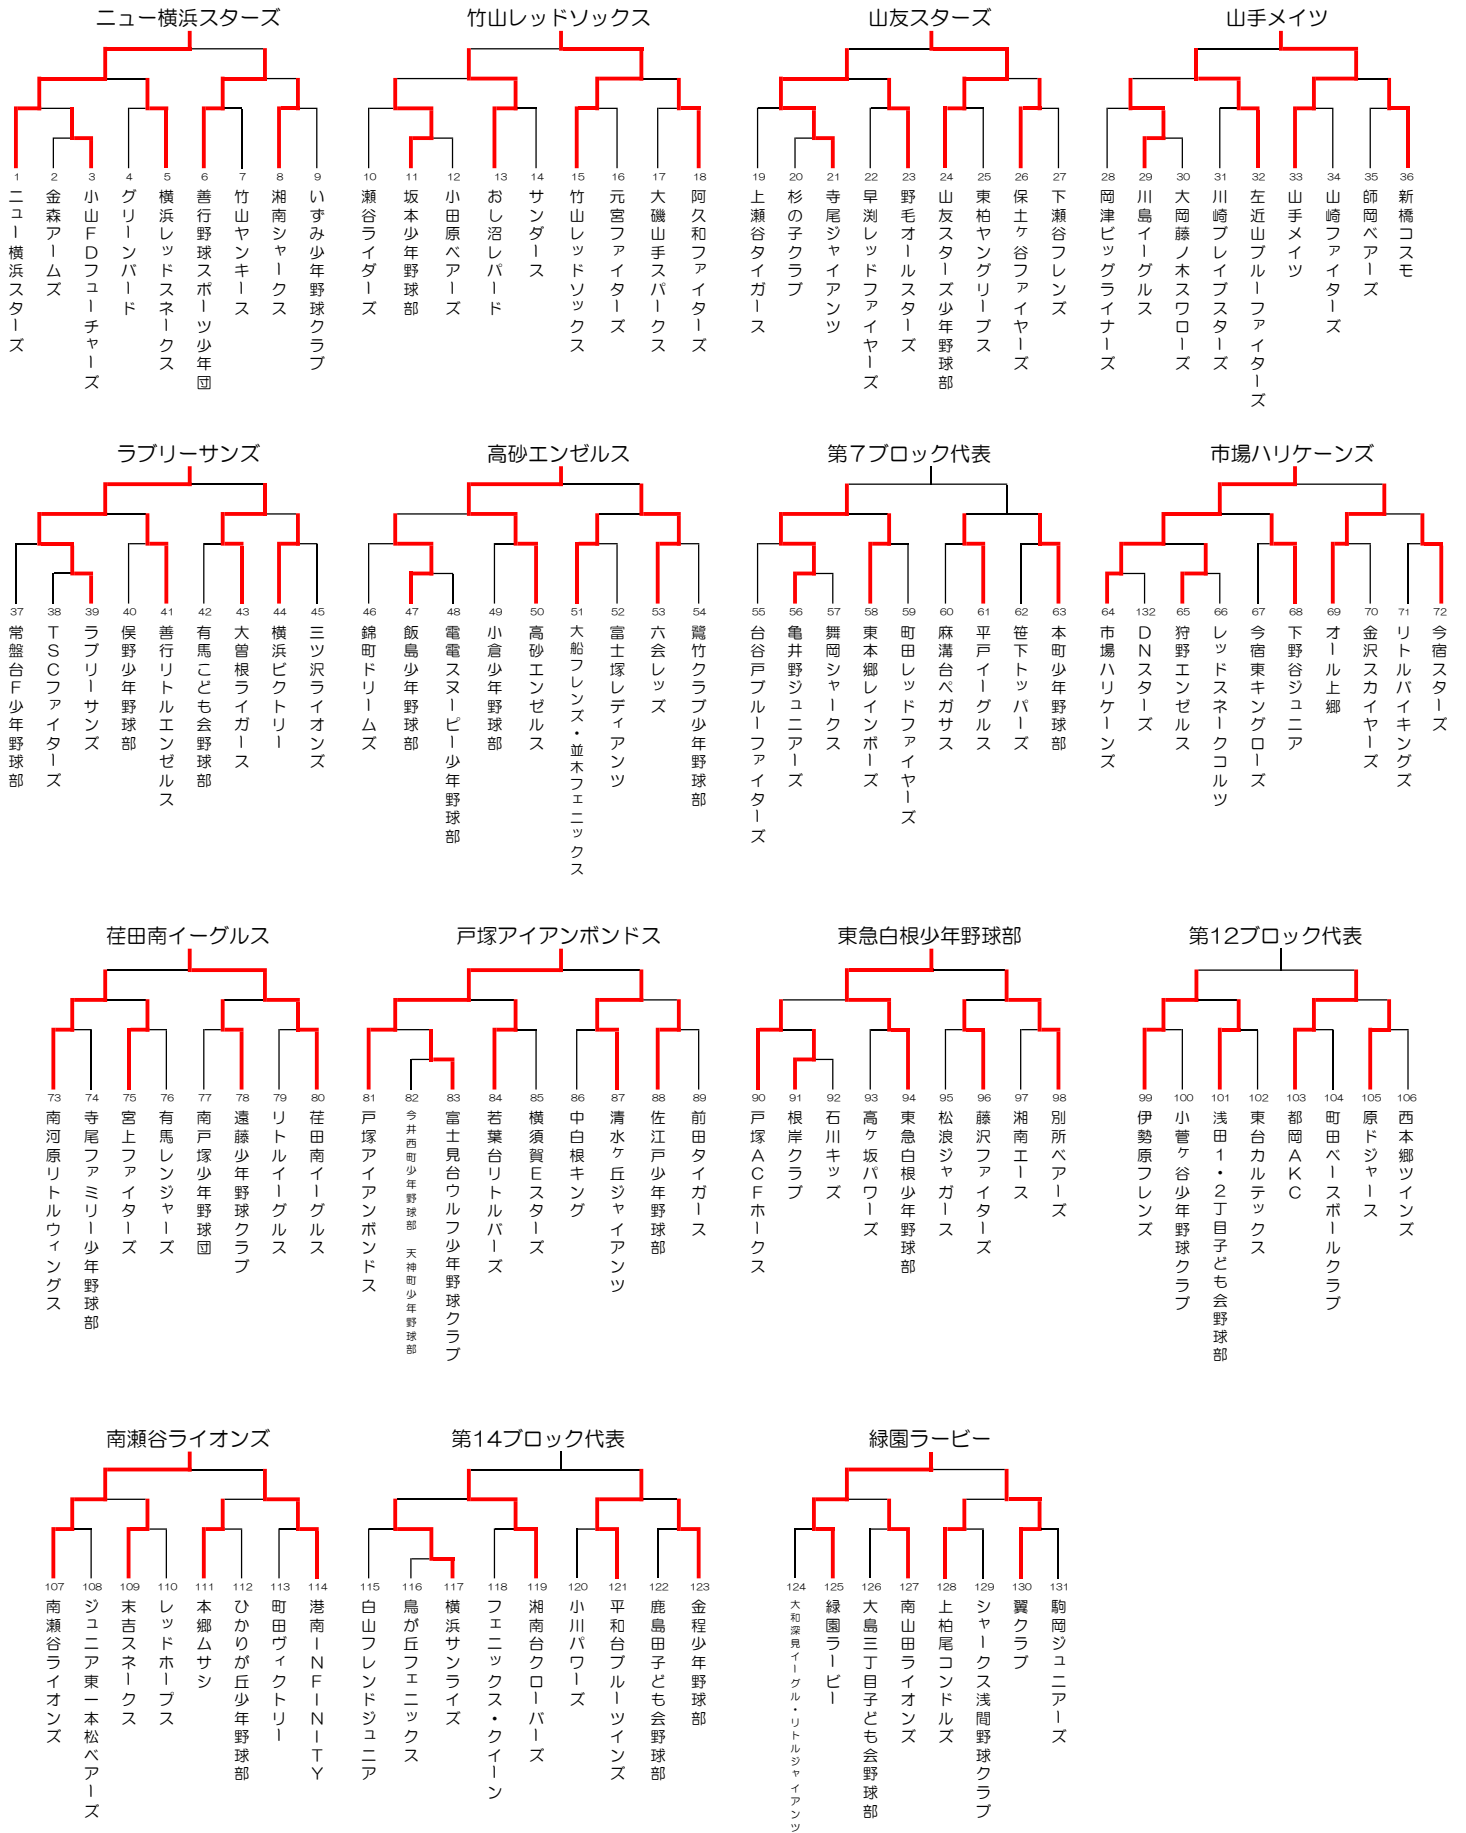 ニュー横浜スターズ
1 ニュー横浜スターズ
2 金森アームズ
3 小山FDフューチャーズ
4 グリーンバード
5 横浜レッドスネークス
6 善行野球スポーツ少年団
7 竹山ヤンキース
8 湘南シャークス
9 いずみ少年野球クラブ
竹山レッドソックス
10 瀬谷ライダーズ
11 坂本少年野球部
12 小田原ベアーズ
13 おし沼レパード
14 サンダース
15 竹山レッドソックス
16 元宮ファイターズ
17 大磯山手スパークス
18 阿久和ファイターズ
山友スターズ
19 上瀬谷タイガース
20 杉の子クラブ
21 寺尾ジャイアンツ
22 早渕レッドファイヤーズ
23 野毛オールスターズ
24 山友スターズ少年野球部
25 東柏ヤングリーブス
26 保土ヶ谷ファイヤーズ
27 下瀬谷フレンズ
山手メイツ
28 岡津ビッグライナーズ
29 川島イーグルス
30 大岡藤ノ木スワローズ
31 川崎ブレイブスターズ
32 左近山ブルーファイターズ
33 山手メイツ
34 山崎ファイターズ
35 師岡ベアーズ
36 新橋コスモ
ラブリーサンズ
37 常盤台F少年野球部
38 TSCファイターズ
39 ラブリーサンズ
40 俣野少年野球部
41 善行リトルエンゼルス
42 有馬こども会野球部
43 大曽根ライガース
44 横浜ビクトリー
45 三ツ沢ライオンズ
高砂エンゼルス
46 錦町ドリームズ
47 飯島少年野球部
48 電電スヌーピー少年野球部
49 小倉少年野球部
50 高砂エンゼルス
51 大船フレンズ・並木フェニックス
52 富士塚レディアンツ
53 六会レッズ
54 鷺竹クラブ少年野球部
第7ブロック代表
55 台谷戸ブルーファイターズ
56 亀井野ジュニアーズ
57 舞岡シャークス
58 東本郷レインボーズ
59 町田レッドファイヤーズ
60 麻溝台ペガサス
61 平戸イーグルス
62 笹下トッパーズ
63 本町少年野球部
市場ハリケーンズ
64 市場ハリケーンズ
132 DNスターズ
65 狩野エンゼルス
66 レッドスネークコルツ
67 今宿東キングローズ
68 下野谷ジュニア
69 オール上郷
70 金沢スカイヤーズ
71 リトルバイキングズ
72 今宿スターズ
荏田南イーグルス
73 南河原リトルウィングス
74 寺尾ファミリー少年野球部
75 宮上ファイターズ
76 有馬レンジャーズ
77 南戸塚少年野球団
78 遠藤少年野球クラブ
79 リトルイーグルス
80 荏田南イーグルス
戸塚アイアンボンドス
81 戸塚アイアンボンドス
82 今井西町少年野球部 天神町少年野球部
83 富士見台ウルフ少年野球クラブ
84 若葉台リトルバーズ
85 横須賀Eスターズ
86 中白根キング
87 清水ヶ丘ジャイアンツ
88 佐江戸少年野球部
89 前田タイガース
東急白根少年野球部
90 戸塚ACFホークス
91 根岸クラブ
92 石川キッズ
93 高ヶ坂パワーズ
94 東急白根少年野球部
95 松浪ジャガース
96 藤沢ファイターズ
97 湘南エース
98 別所ベアーズ
第12ブロック代表
99 伊勢原フレンズ
100 小菅ヶ谷少年野球クラブ
101 浅田1・2丁目子ども会野球部
102 東台カルテックス
103 都岡AKC
104 町田ベースボールクラブ
105 原ドジャース
106 西本郷ツインズ
南瀬谷ライオンズ
107 南瀬谷ライオンズ
108 ジュニア東一本松ベアーズ
109 末吉スネークス
110 レッドホープス
111 本郷ムサシ
112 ひかりが丘少年野球部
113 町田ヴィクトリー
114 港南INFINITY
第14ブロック代表
115 白山フレンドジュニア
116 鳥が丘フェニックス
117 横浜サンライズ
118 フェニックス・クイーン
119 湘南台クローバーズ
120 小川パワーズ
121 平和台ブルーツインズ
122 鹿島田子ども会野球部
123 金程少年野球部
緑園ラービー
124 大和深見イーグル・リトルジャイアンツ
125 緑園ラービー
126 大島三丁目子ども会野球部
127 南山田ライオンズ
128 上柏尾コンドルズ
129 シャークス浅間野球クラブ
130 翼クラブ
131 駒岡ジュニアーズ